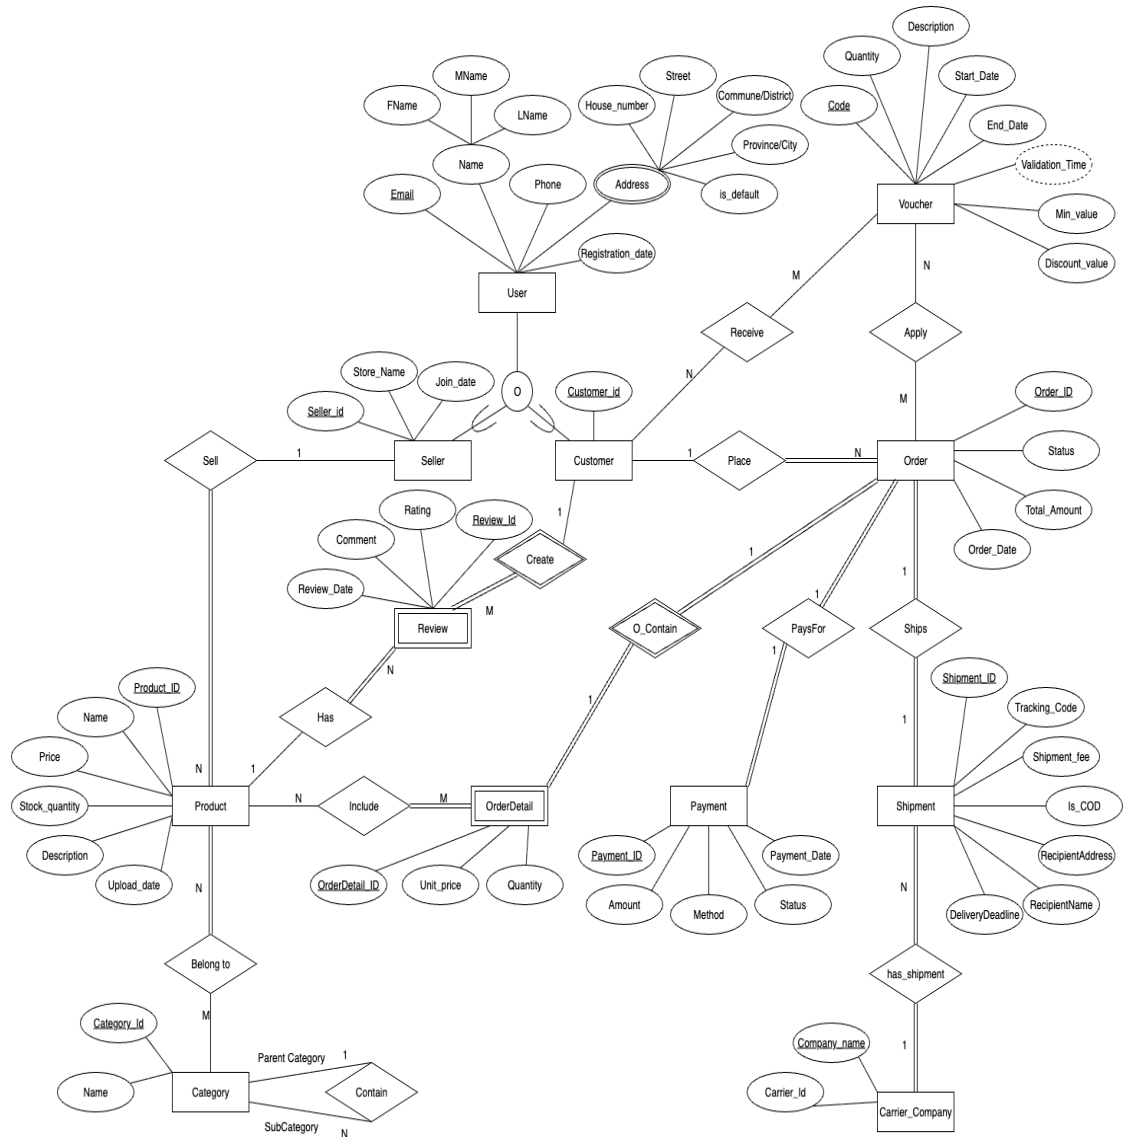 Description
Quantity
MName
Street
Start_Date
Commune/District
FName
House_number
Code
LName
End_Date
Province/City
Name
Validation_Time
Email
Phone
Address
is_default
Voucher
Min_value
Registration_date
Discount_value
N
M
User
Receive
Apply
Store_Name
N
Join_date
O
Customer_id
Order_ID
M
Seller_id
Sell
1
Seller
Customer
1
Place
N
Order
Status
Rating
Review_Id
1
Total_Amount
Comment
Create
1
Order_Date
Review_Date
1
1
M
Review
O_Contain
PaysFor
Ships
1
N
Product_ID
Shipment_ID
1
Name
Has
Tracking_Code
1
Price
N
1
Shipment_fee
Stock_quantity
Product
N
Include
M
OrderDetail
Payment
Shipment
Is_COD
Description
Payment_ID
Payment_Date
RecipientAddress
Upload_date
N
OrderDetail_ID
Unit_price
Quantity
N
Amount
Method
Status
DeliveryDeadline
RecipientName
Belong to
has_shipment
M
Category_Id
Company_name
1
Parent Category
1
Name
Category
Contain
Carrier_Id
Carrier_Company
SubCategory
N